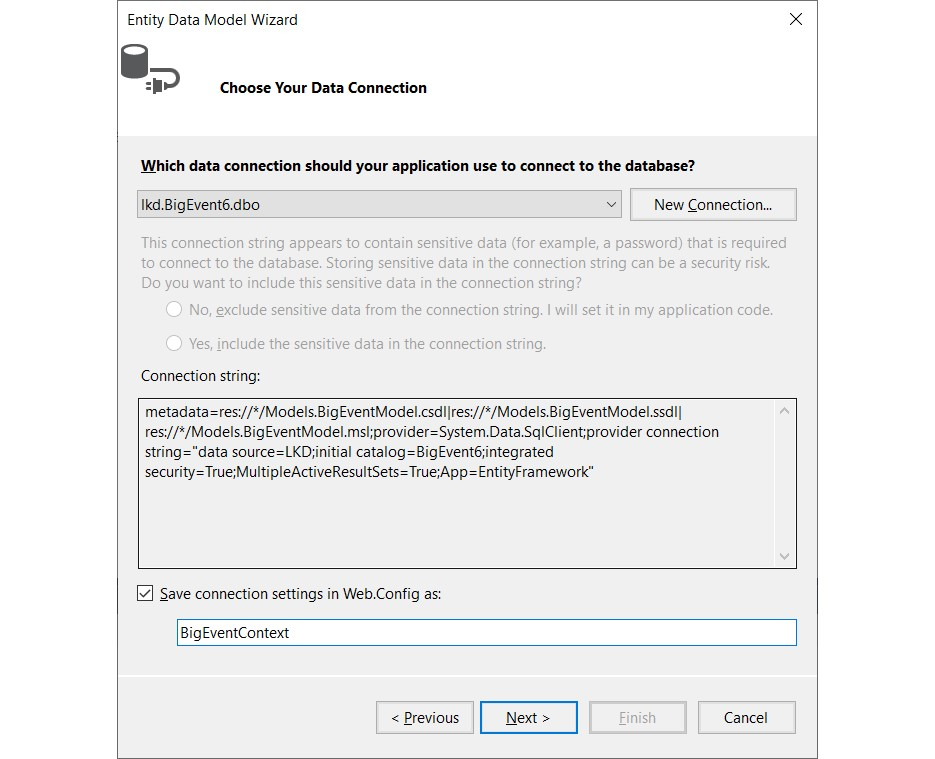 Entity Data Model Wizard
Choose Your Data Connection
Which data connection should your application use to connect to the database?
lkd.BigEvent6.dbo
New Connection...
This connection string appears to contain sensitive data (for example, a password) that is required
to connect to the database. Storing sensitive data in the connection string can be a security risk.
Do you want to include this sensitive data in the connection string?
No, exclude sensitive data from the connection string. I will set it in my application code.
Yes, include the sensitive data in the connection string.
Connection string:
metadata=res://*/Models.BigEventModel.csdl|res://*/Models.BigEventModel.ssdl|
res://*/Models.BigEventModel.msl;provider=System.Data.SqlClient;provider connection
string="data source=LKD;initial catalog=BigEvent6;integrated
security=True;MultipleActiveResultSets=True;App=EntityFramework"
Save connection settings in Web.Config as:
BigEventContext
< Previous
Next >
Finish
Cancel